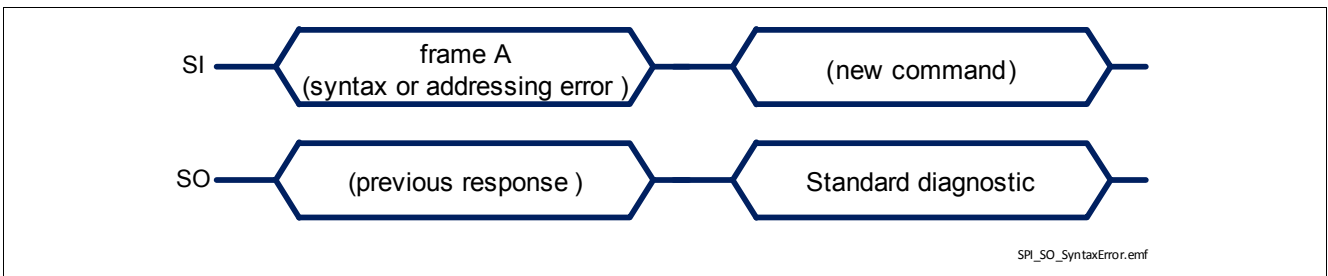 SI
frame A
(syntax or addressing error )
(new command)
SO
(previous response )
Standard diagnostic
SPI_SO_SyntaxError.emf